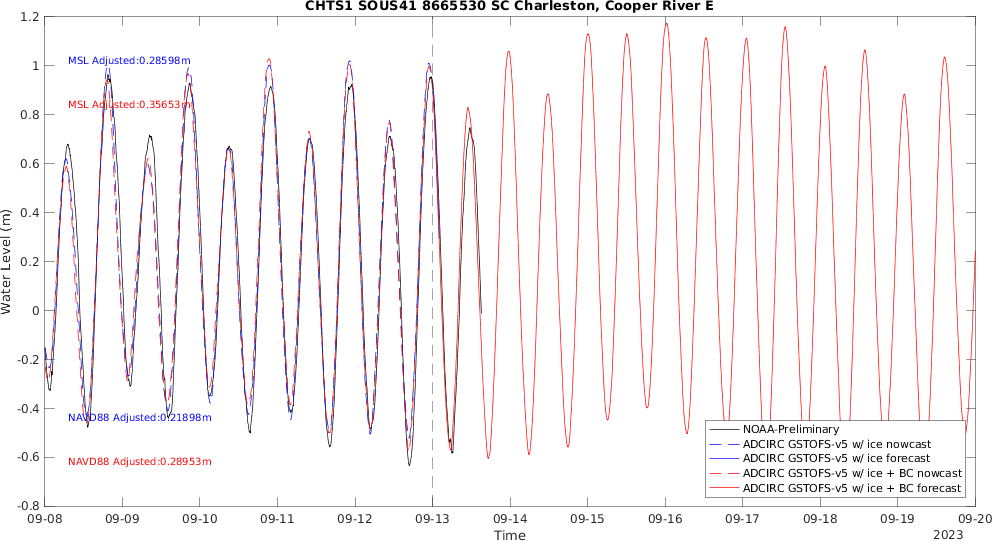 CHTS1 SOUS41 8665530 SC Charleston, Cooper River E
1.2
1
0.8
0.6
0.4
0.2
0
-0.2
-0.4
-0.6
-0.8
Water Level (m)
MSL Adjusted:0.28598m
MSL Adjusted:0.35653m
NAVD88 Adjusted:0.21898m
NAVD88 Adjusted:0.28953m
NOAA-Preliminary
ADCIRC GSTOFS-v5 w/ ice nowcast
ADCIRC GSTOFS-v5 w/ ice forecast
ADCIRC GSTOFS-v5 w/ ice + BC nowcast
ADCIRC GSTOFS-v5 w/ ice + BC forecast
09-08 09-09 09-10 09-11 09-12 09-13 09-14 09-15 09-16 09-17 09-18 09-19 09-20
Time
2023